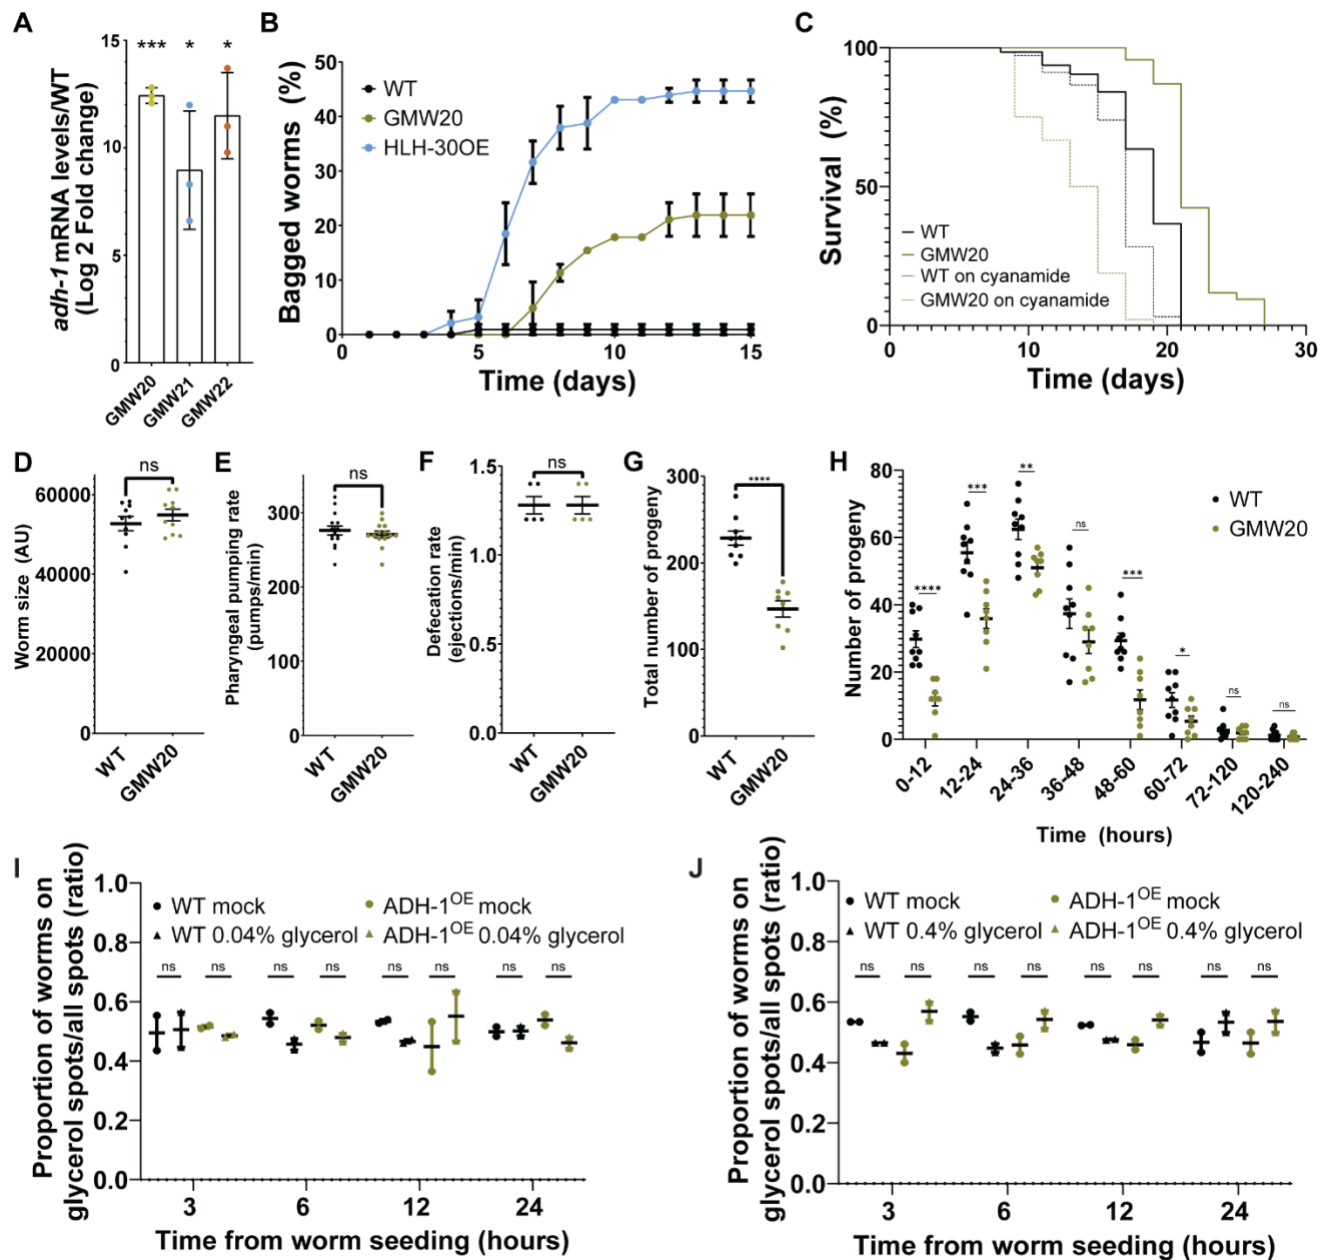 A
adh-1 mRNA levels/WT
(Log 2 Fold change)
15
10
5
0
***
*
*
GMW20
GMW21
GMW22
B
Bagged worms (%)
50
40
30
20
10
0
WT
GMW20
HLH-30OE
0
5
10
15
Time (days)
C
Survival (%)
100
50
0
WT
GMW20
WT on cyanamide
GMW20 on cyanamide
10
20
30
Time (days)
D
Worm size (AU)
60000
40000
20000
0
ns
WT
GMW20
E
Pharyngeal pumping rate
(pumps/min)
300
200
100
0
ns
WT
GMW20
F
Defecation rate
(ejections/min)
1.5
1.0
0.5
0.0
ns
WT
GMW20
G
Total number of progeny
300
200
100
0
****
WT
GMW20
H
Number of progeny
80
60
40
20
0
****
***
**
ns
***
*
ns
ns
WT
GMW20
0-12
12-24
24-36
36-48
48-60
60-72
72-120
120-240
Time (hours)
I
Proportion of worms on
glycerol spots/all spots (ratio)
1.0
0.8
0.6
0.4
0.2
0.0
WT mock
ADH-1OE mock
WT 0.04% glycerol
ADH-1OE 0.04% glycerol
ns ns ns ns ns ns ns ns
3
6
12
24
Time from worm seeding (hours)
J
Proportion of worms on
glycerol spots/all spots (ratio)
1.0
0.8
0.6
0.4
0.2
0.0
WT mock
ADH-1OE mock
WT 0.4% glycerol
ADH-1OE 0.4% glycerol
ns ns ns ns ns ns ns ns
3
6
12
24
Time from worm seeding (hours)